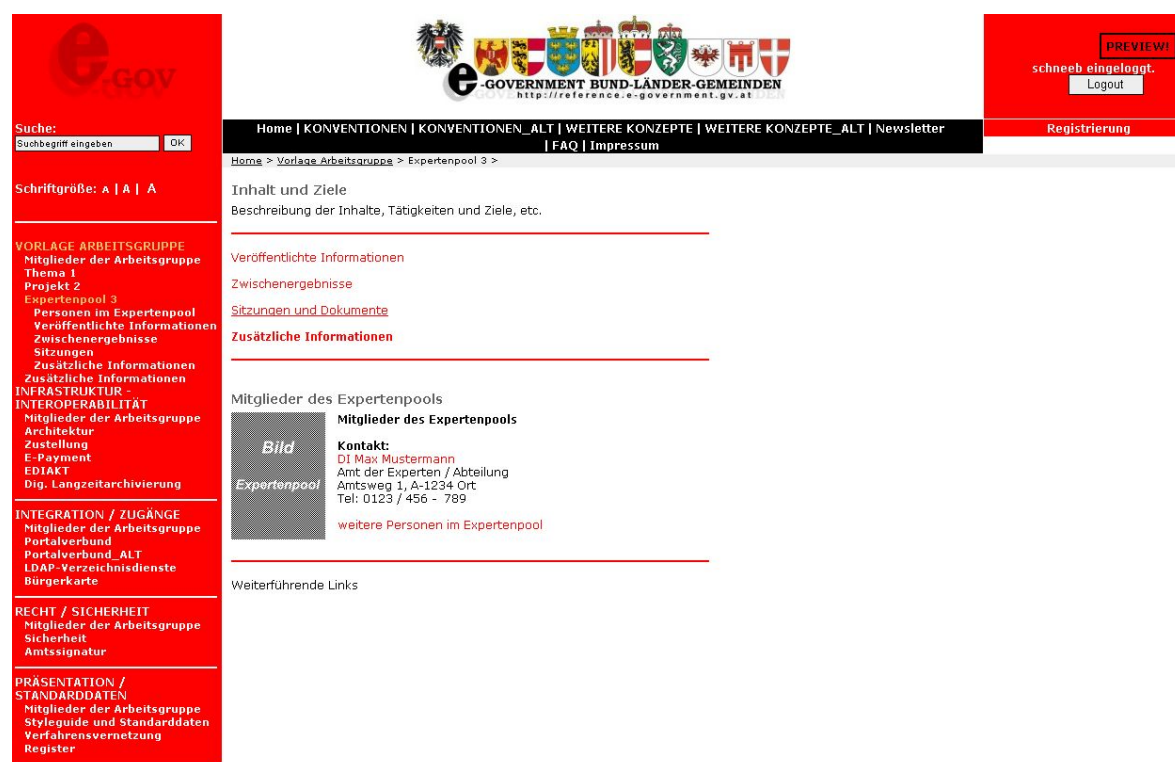 e-GOV
e-GOVERNMENT BUND-LÄNDER-GEMEINDEN
http://reference.e-government.gv.at
PREVIEW!
schneeb eingeloggt.
Logout
Suche:
Suchbegriff eingeben OK
Home | KONVENTIONEN | KONVENTIONEN_ALT | WEITERE KONZEPTE | WEITERE KONZEPTE_ALT | Newsletter
| FAQ | Impressum
Registrierung
Home > Vorlage Arbeitsgruppe > Expertenpool 3 >
Schriftgröße: A | A | A
VORLAGE ARBEITSGRUPPE
Mitglieder der Arbeitsgruppe
Thema 1
Projekt 2
Expertenpool 3
Personen im Expertenpool
Veröffentlichte Informationen
Zwischenergebnisse
Sitzungen
Zusätzliche Informationen
Zusätzliche Informationen
INFRASTRUKTUR -
INTEROPERABILITÄT
Mitglieder der Arbeitsgruppe
Architektur
Zustellung
E-Payment
EDIAKT
Dig. Langzeitarchivierung
INTEGRATION / ZUGÄNGE
Mitglieder der Arbeitsgruppe
Portalverbund
Portalverbund_ALT
LDAP-Verzeichnisdienste
Bürgerkarte
RECHT / SICHERHEIT
Mitglieder der Arbeitsgruppe
Sicherheit
Amtssignatur
PRÄSENTATION /
STANDARDDATEN
Mitglieder der Arbeitsgruppe
Styleguide und Standarddaten
Verfahrensvernetzung
Register
Inhalt und Ziele
Beschreibung der Inhalte, Tätigkeiten und Ziele, etc.
Veröffentlichte Informationen
Zwischenergebnisse
Sitzungen und Dokumente
Zusätzliche Informationen
Mitglieder des Expertenpools
Bild
Expertenpool
Mitglieder des Expertenpools
Kontakt:
DI Max Mustermann
Amt der Experten / Abteilung
Amtsweg 1, A-1234 Ort
Tel: 0123 / 456 - 789
weitere Personen im Expertenpool
Weiterführende Links